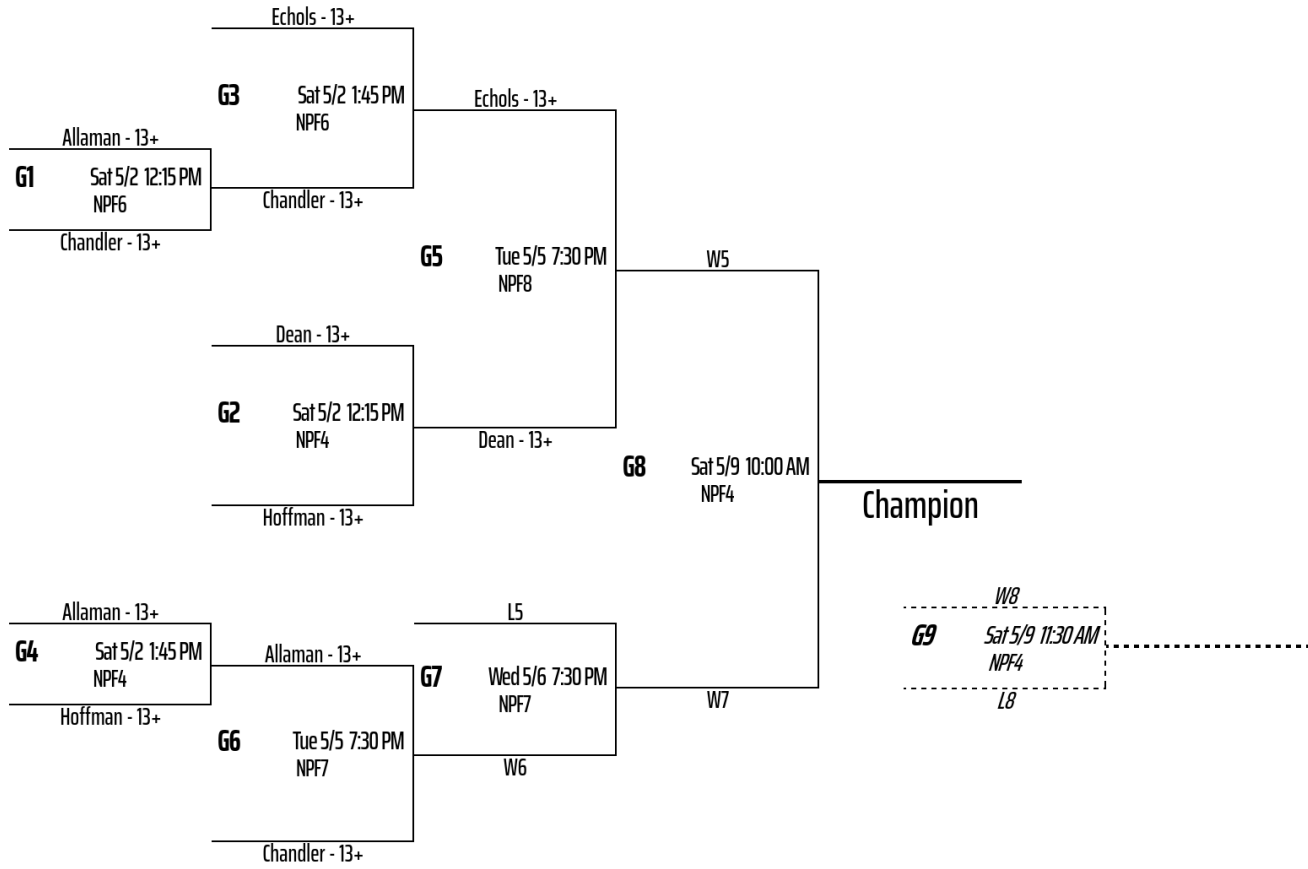 Echols - 13+
G3 Sat 5/2 1:45 PM
NPF6
Echols - 13+
Allaman - 13+
G1 Sat 5/2 12:15 PM
NPF6
Chandler - 13+
Chandler - 13+
G5 Tue 5/5 7:30 PM
NPF8
W5
Dean - 13+
G2 Sat 5/2 12:15 PM
NPF4
Dean - 13+
Hoffman - 13+
G8 Sat 5/9 10:00 AM
NPF4
Champion
Allaman - 13+
G4 Sat 5/2 1:45 PM
NPF4
Hoffman - 13+
Allaman - 13+
G6 Tue 5/5 7:30 PM
NPF7
Chandler - 13+
L5
G7 Wed 5/6 7:30 PM
NPF7
W6
W7
W8
G9 Sat 5/9 11:30 AM
NPF4
L8